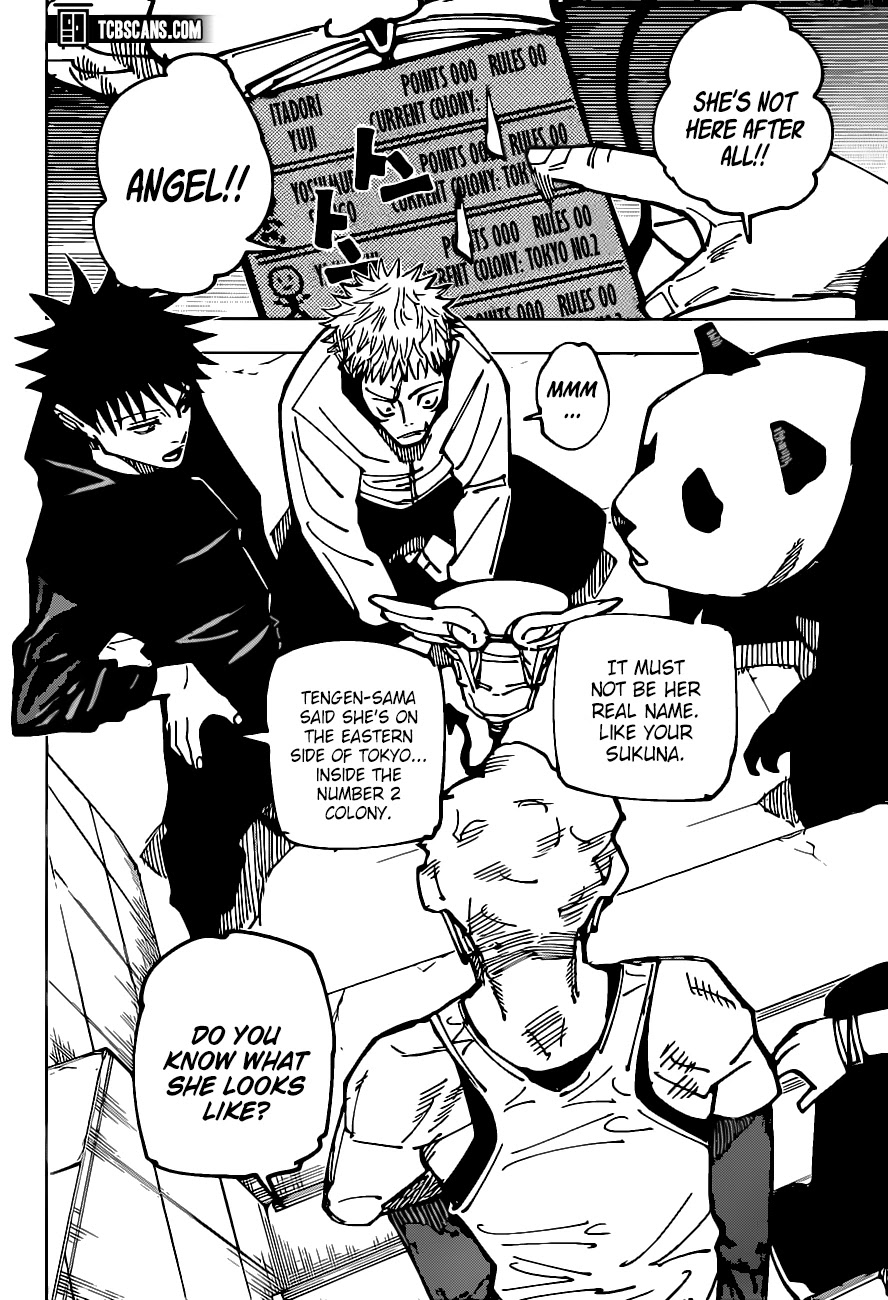 TCBSCANS.COM
SHE'S NOT
HERE AFTER
ALL!!
ANGEL!!
ITADORI
YUJI
POINTS 000 RULES 00
CURRENT COLONY:
POINTS 000 RULES 00
CURRENT COLONY:
POINTS 000 RULES 00
COLONY: TOKYO NO.2
POINTS 000 RULES 00
トントン
MMM
...
IT MUST
NOT BE HER
REAL NAME.
LIKE YOUR
SUKUNA.
TENGEN-SAMA
SAID SHE'S ON
THE EASTERN
SIDE OF TOKYO...
INSIDE THE
NUMBER 2
COLONY.
DO YOU
KNOW WHAT
SHE LOOKS
LIKE?